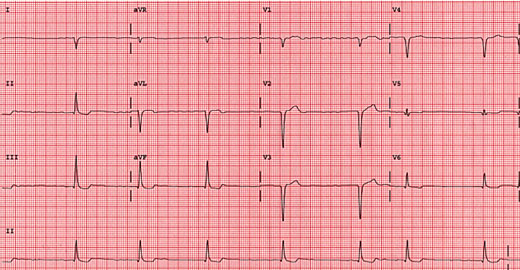 I aVR V1 V4
II aVL V2 V5
III aVF V3 V6
II